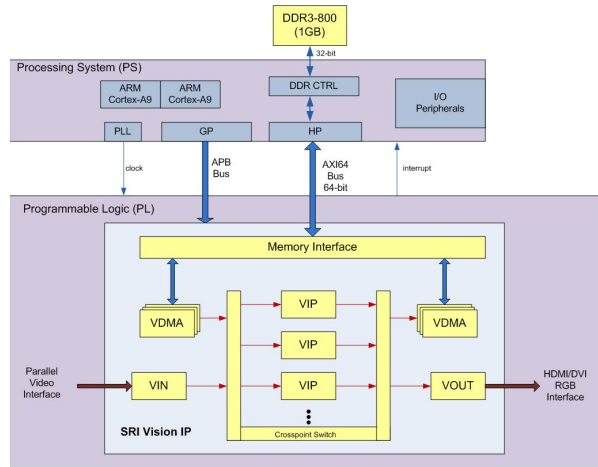 DDR3-800
(1GB)
32-bit
Processing System (PS)
ARM
Cortex-A9
ARM
Cortex-A9
DDR CTRL
I/O
Peripherals
PLL
GP
HP
clock
APB
Bus
AXI64
Bus
64-bit
interrupt
Programmable Logic (PL)
Memory Interface
VDMA
VIP
VDMA
VIP
Parallel
Video
Interface
VIN
VIP
VOUT
HDMI/DVI
RGB
Interface
SRI Vision IP
Crosspoint Switch